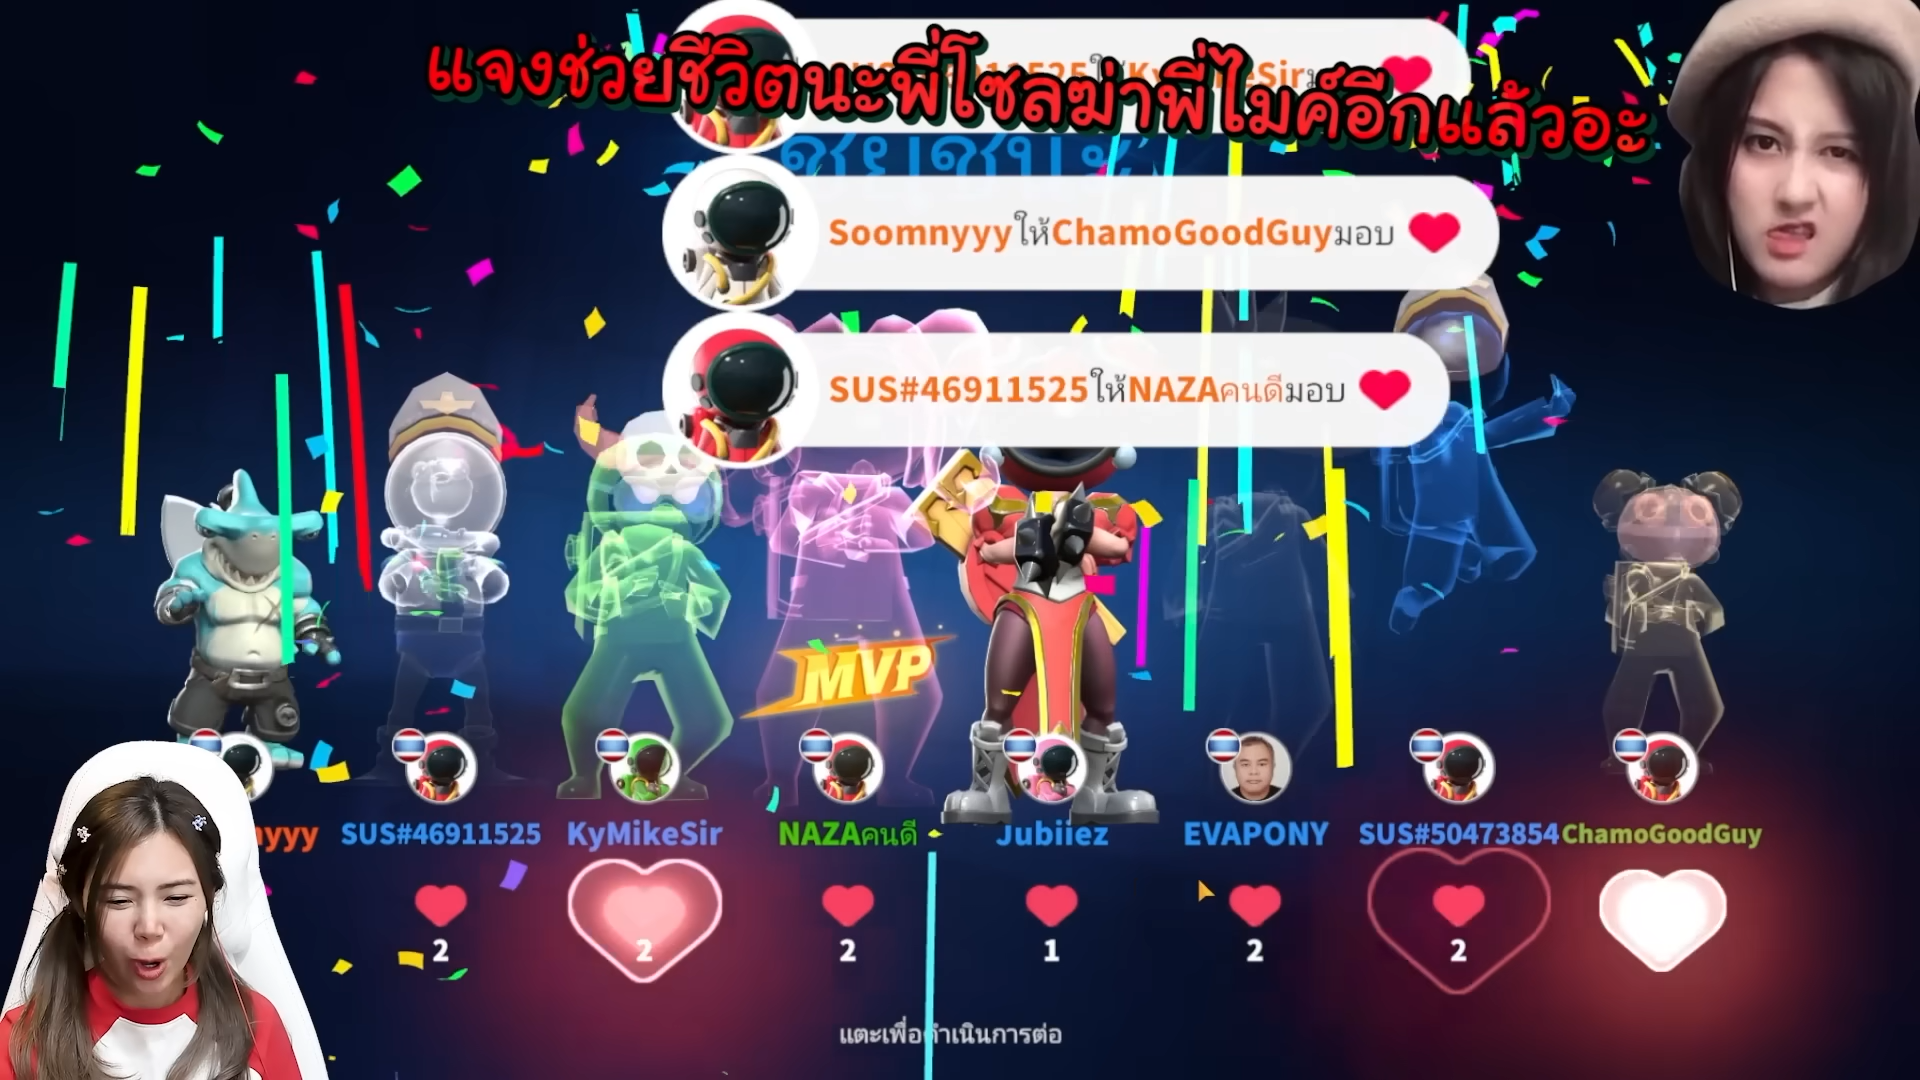 แจงช่วยชีวิตนะพี่โซลฆ่าพี่ไมค์อีกแล้วอะ
Soomnyyyให้ChamoGoodGuyมอบ
SUS#46911525ให้NAZAคนดีมอบ
MVP
SUS#46911525 KyMikeSir NAZAคนดี Jubiiez EVAPONY SUS#50473854 ChamoGoodGuy
2 2 2 1 2 2
แตะเพื่อดำเนินการต่อ